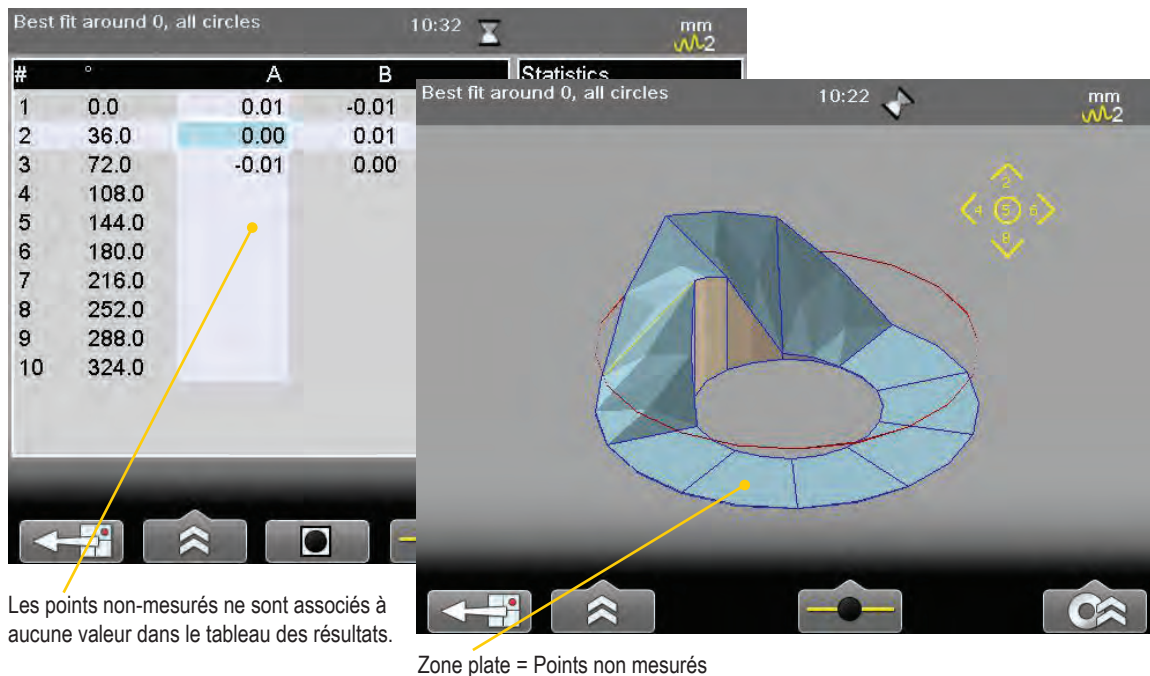 Best fit around 0, all circles 10:32 mm
2
# ° A B Statistics
1 0.0 0.01 -0.01
2 36.0 0.00 0.01
3 72.0 -0.01 0.00
4 108.0
5 144.0
6 180.0
7 216.0
8 252.0
9 288.0
10 324.0
Best fit around 0, all circles 10:22 mm
2
2
4 5 6
8
Les points non-mesurés ne sont associés à
aucune valeur dans le tableau des résultats.
Zone plate = Points non mesurés